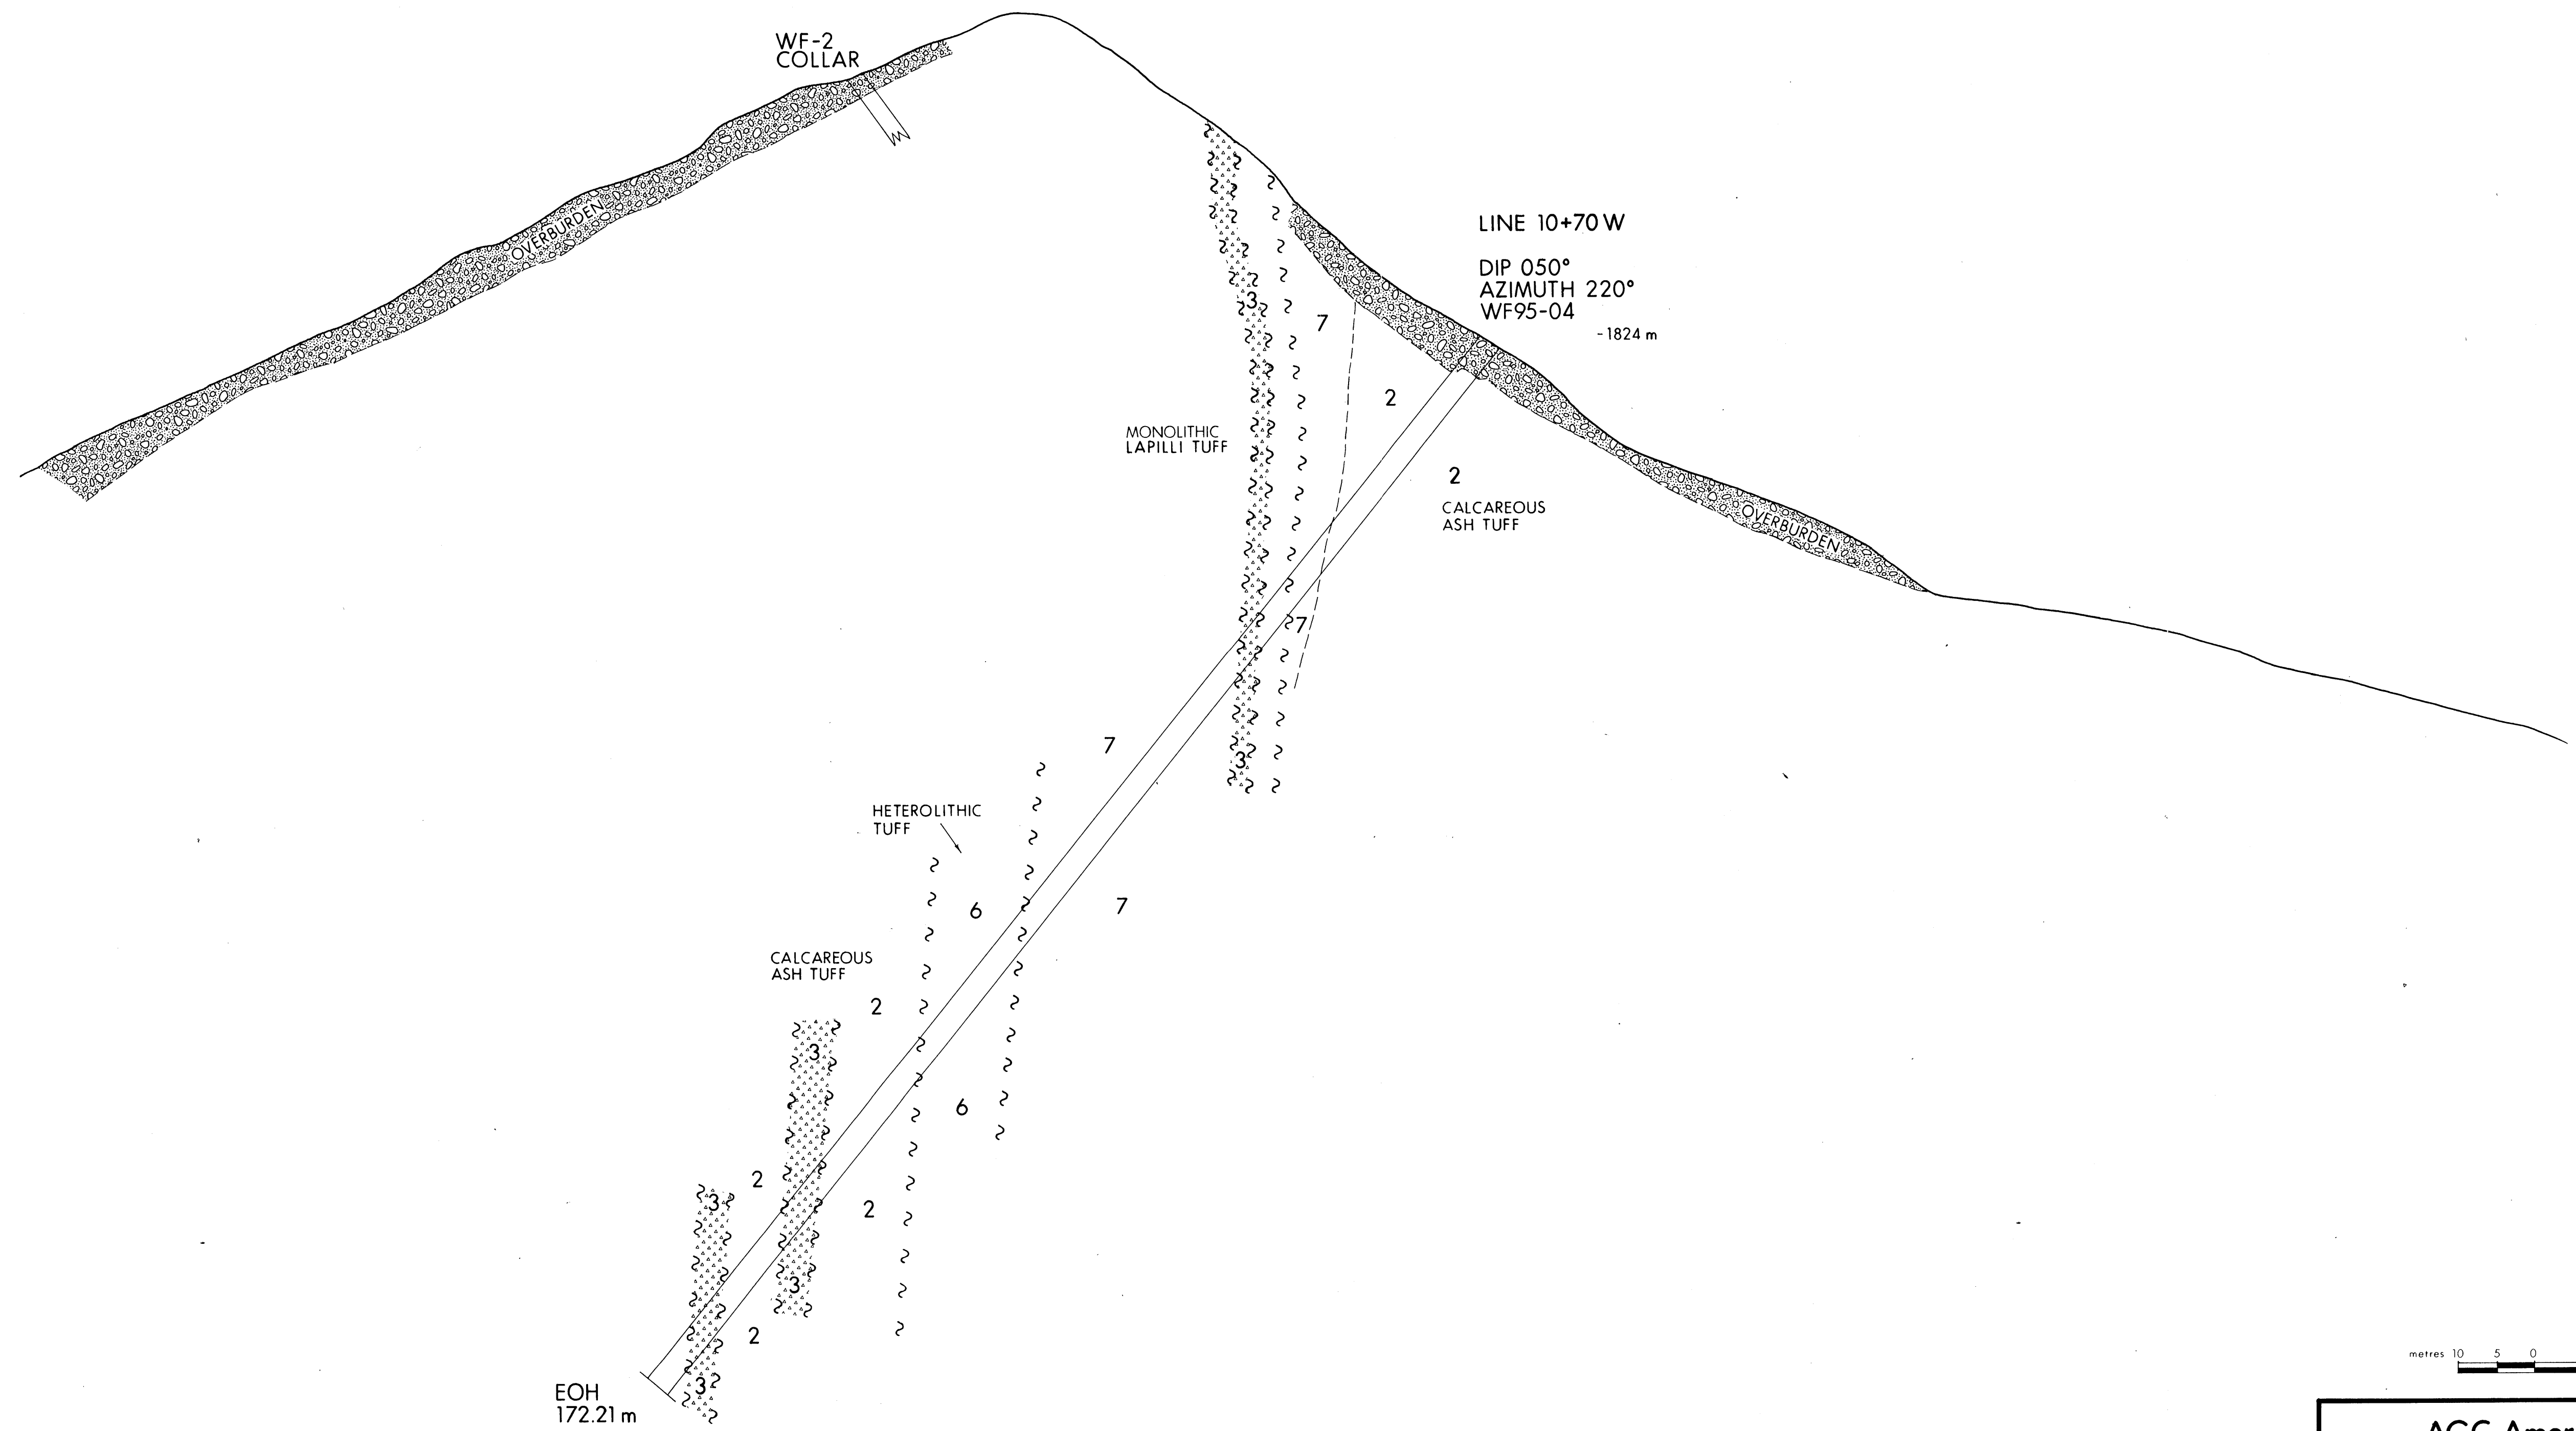 WF-2
COLLAR
OVERBURDEN
LINE 10+70 W
DIP 050°
AZIMUTH 220°
WF95-04
-1824 m
3
7
2
MONOLITHIC
LAPILLI TUFF
2
CALCAREOUS
ASH TUFF
OVERBURDEN
7
7
3
HETEROLITHIC
TUFF
6
7
CALCAREOUS
ASH TUFF
2
3
6
2
3
2
3
2
3
EOH
172.21 m
metres 10 5 0
AGC